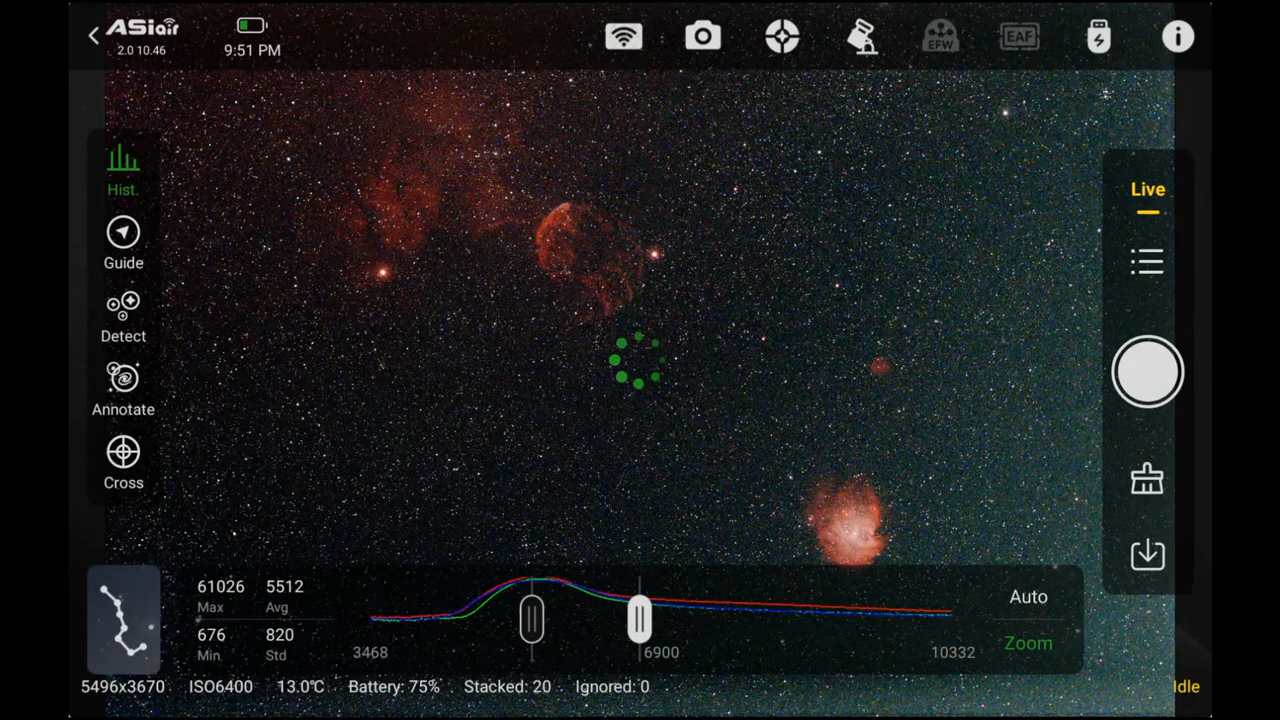 ASiair
2.0 10.46
9:51 PM
EFW
EAF
Hist.
Guide
Detect
Annotate
Cross
Live
61026 5512
Max Avg
676 820
Min Std
3468 6900 10332
Auto
Zoom
5496x3670 ISO6400 13.0℃ Battery: 75% Stacked: 20 Ignored: 0 Idle